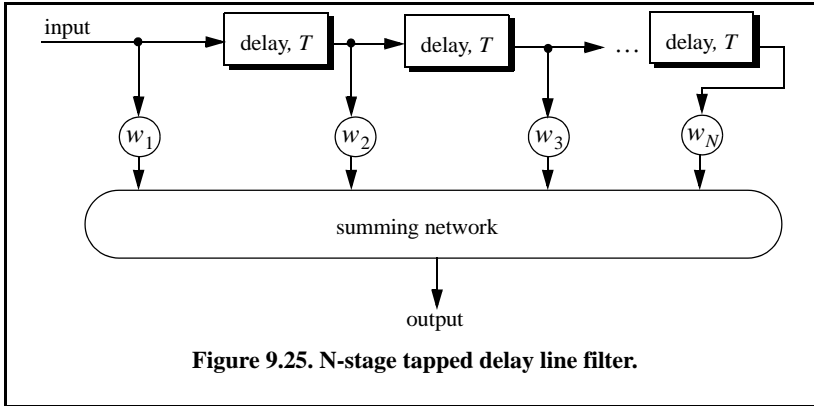 input
delay, T
delay, T
... delay, T
w1
w2
w3
wN
summing network
output
Figure 9.25. N-stage tapped delay line filter.